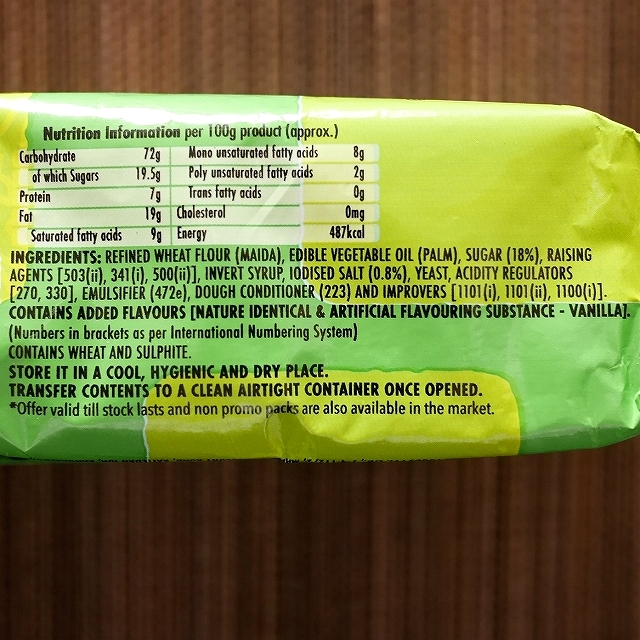 Nutrition Information per 100g product (approx.)
Carbohydrate 72g Mono unsaturated fatty acids 8g
of which Sugars 19.5g Poly unsaturated fatty acids 2g
Protein 7g Trans fatty acids 0g
Fat 19g Cholesterol 0mg
Saturated fatty acids 9g Energy 487kcal
INGREDIENTS: REFINED WHEAT FLOUR (MAIDA), EDIBLE VEGETABLE OIL (PALM), SUGAR (18%), RAISING
AGENTS [503(ii), 341(i), 500(ii)], INVERT SYRUP, IODISED SALT (0.8%), YEAST, ACIDITY REGULATORS
[270, 330], EMULSIFIER (472e), DOUGH CONDITIONER (223) AND IMPROVERS [1101(i), 1101(ii), 1100(i)].
CONTAINS ADDED FLAVOURS [NATURE IDENTICAL & ARTIFICIAL FLAVOURING SUBSTANCE - VANILLA].
(Numbers in brackets as per International Numbering System)
CONTAINS WHEAT AND SULPHITE.
STORE IT IN A COOL, HYGIENIC AND DRY PLACE.
TRANSFER CONTENTS TO A CLEAN AIRTIGHT CONTAINER ONCE OPENED.
*Offer valid till stock lasts and non promo packs are also available in the market.